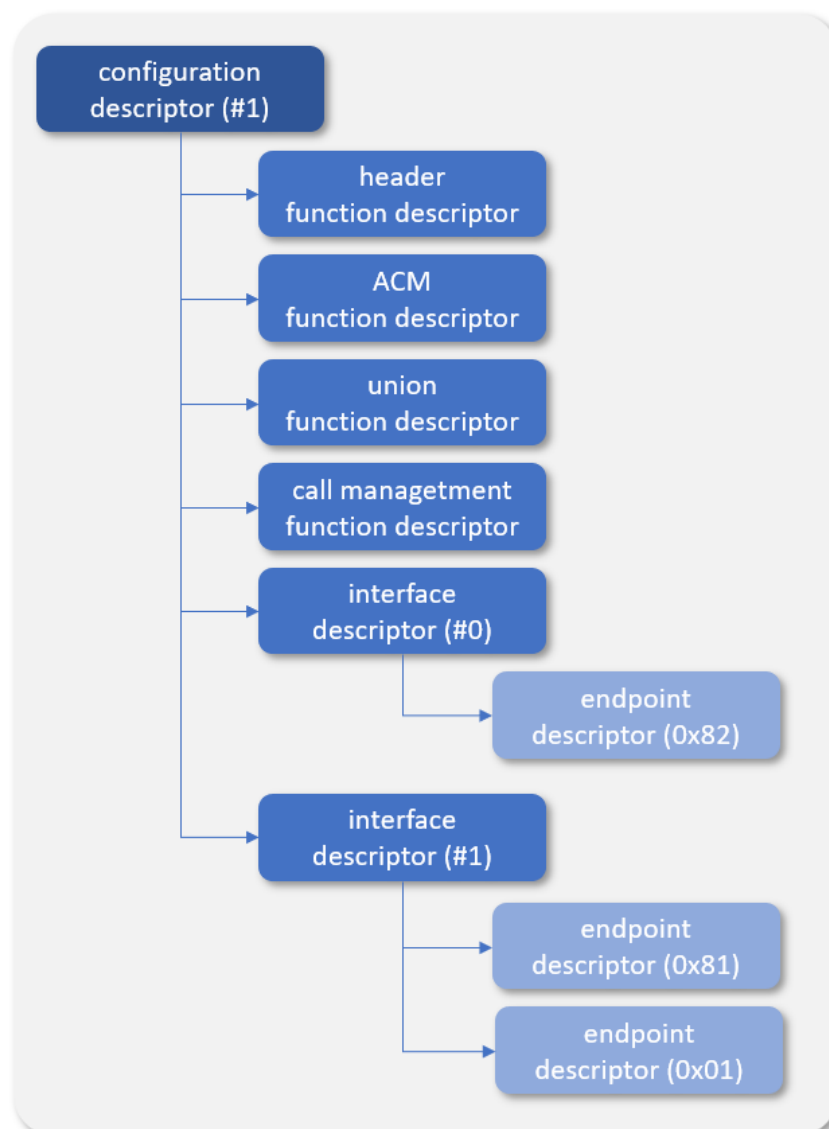 configuration
descriptor (#1)
header
function descriptor
ACM
function descriptor
union
function descriptor
call managetment
function descriptor
interface
descriptor (#0)
endpoint
descriptor (0x82)
interface
descriptor (#1)
endpoint
descriptor (0x81)
endpoint
descriptor (0x01)